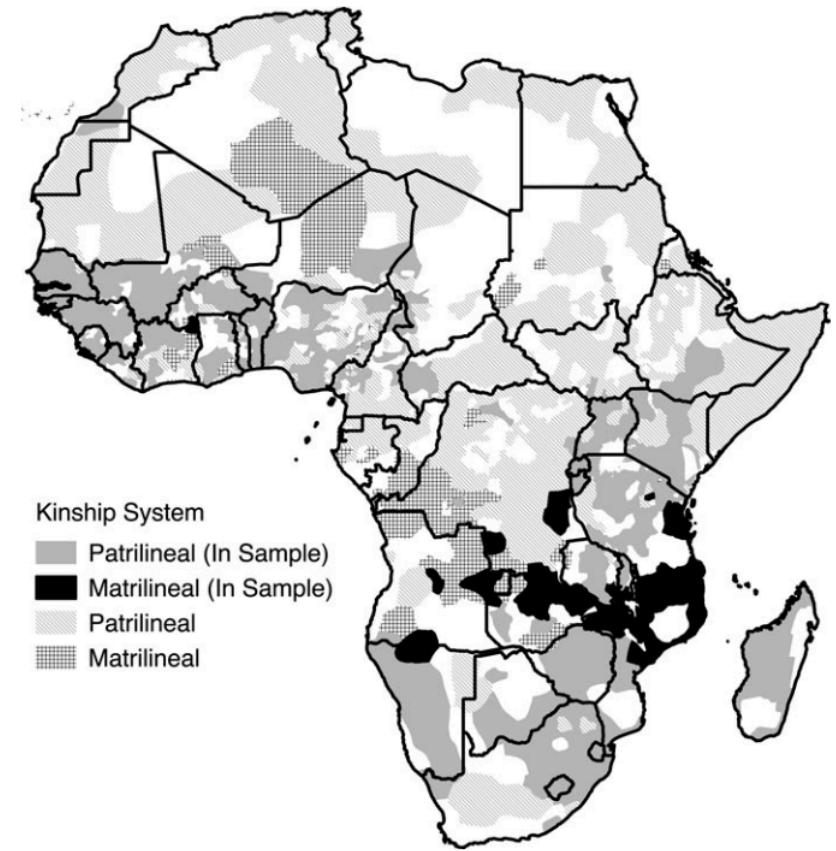 Kinship System
Patrilineal (In Sample)
Matrilineal (In Sample)
Patrilineal
Matrilineal